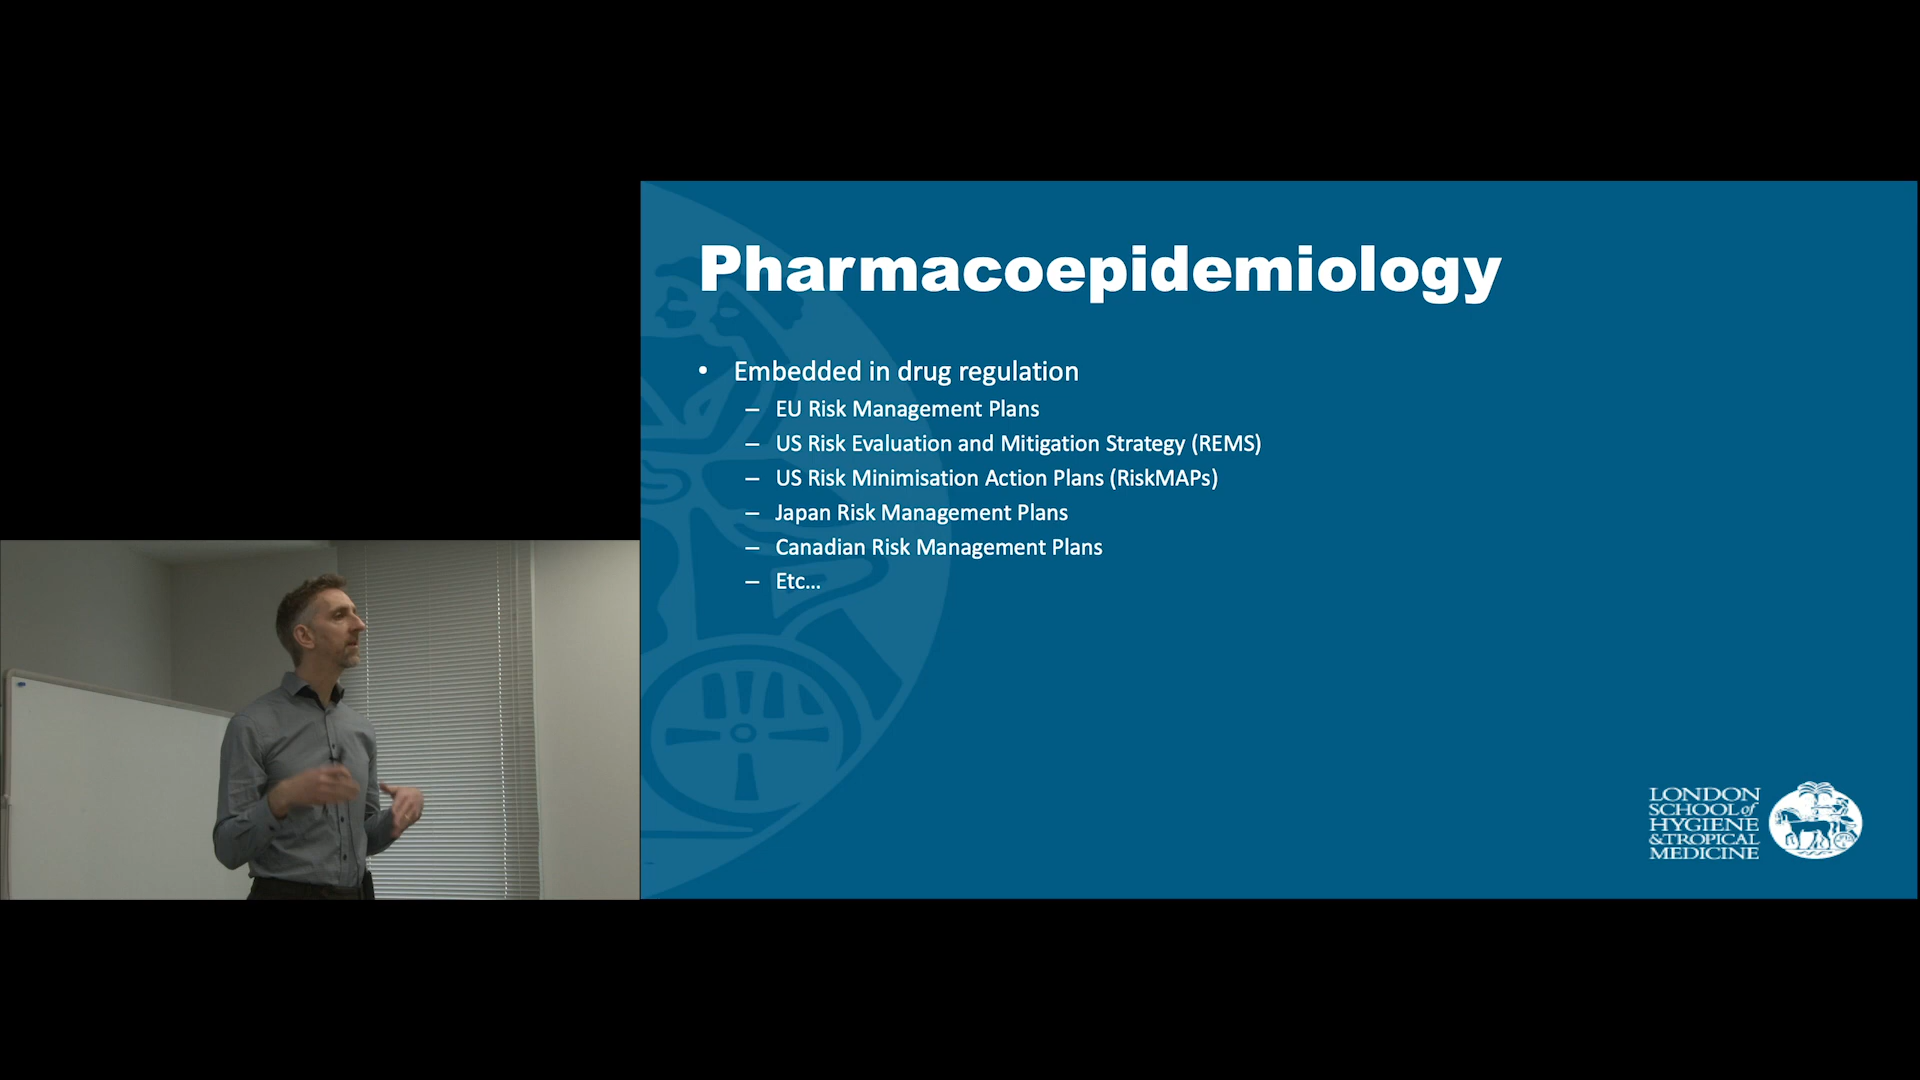 Pharmacoepidemiology
• Embedded in drug regulation
– EU Risk Management Plans
– US Risk Evaluation and Mitigation Strategy (REMS)
– US Risk Minimisation Action Plans (RiskMAPs)
– Japan Risk Management Plans
– Canadian Risk Management Plans
– Etc...
LONDON
SCHOOL of
HYGIENE
& TROPICAL
MEDICINE